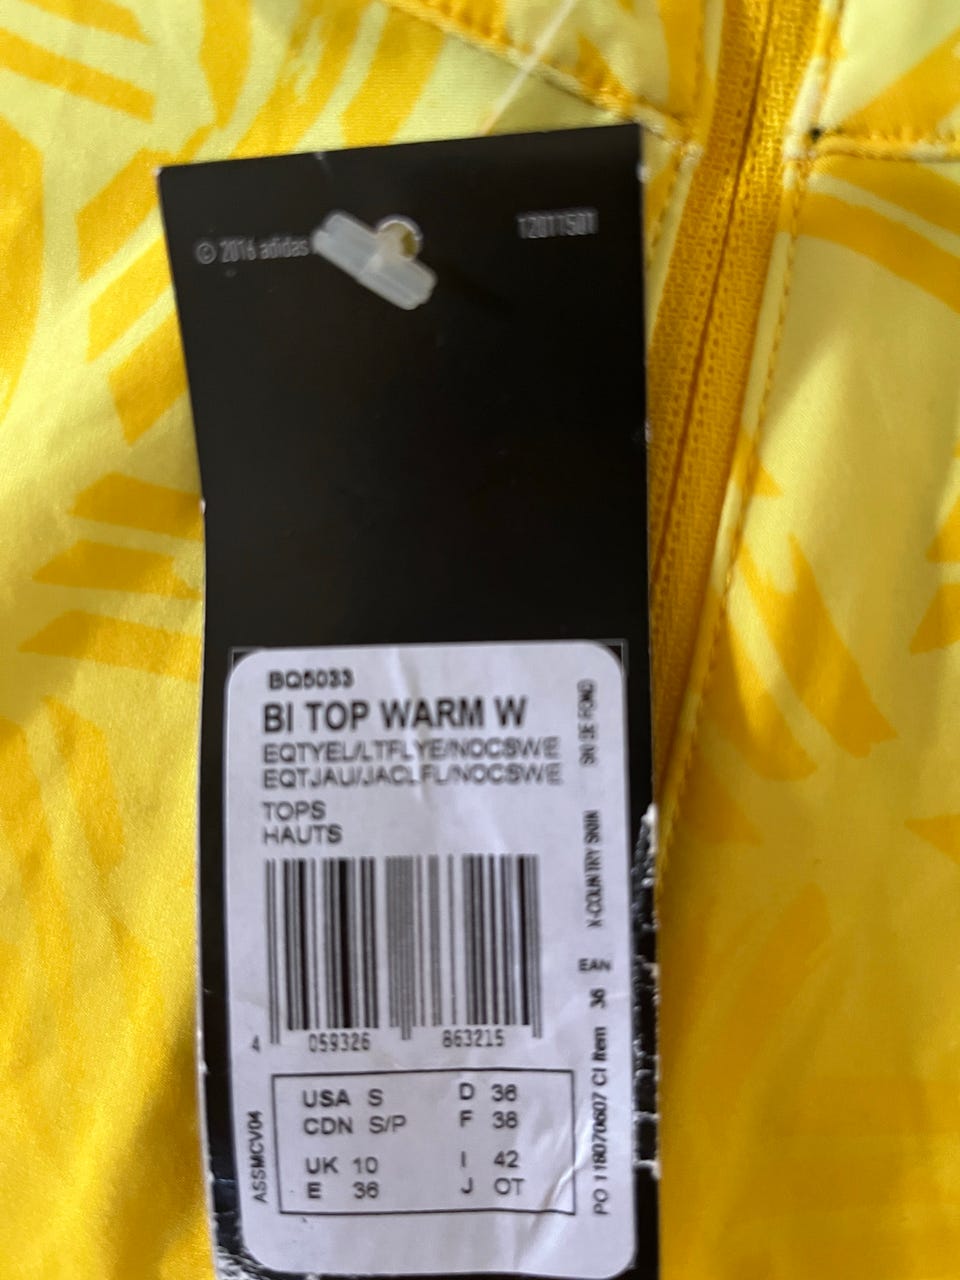 © 2016 adidas
12011501
BQ5033
BI TOP WARM W
EQTYEL/LTFLYE/NOCSWE
EQTJAU/JACLFL/NOCSWE
TOPS
HAUTS
4 059326 863215
USA S D 36
CDN S/P F 38
UK 10 I 42
E 36 J OT
ASSMCV04
PO 118070607 CI Item 36 EAN
X-COUNTRY SKIIN SKI DE FOND